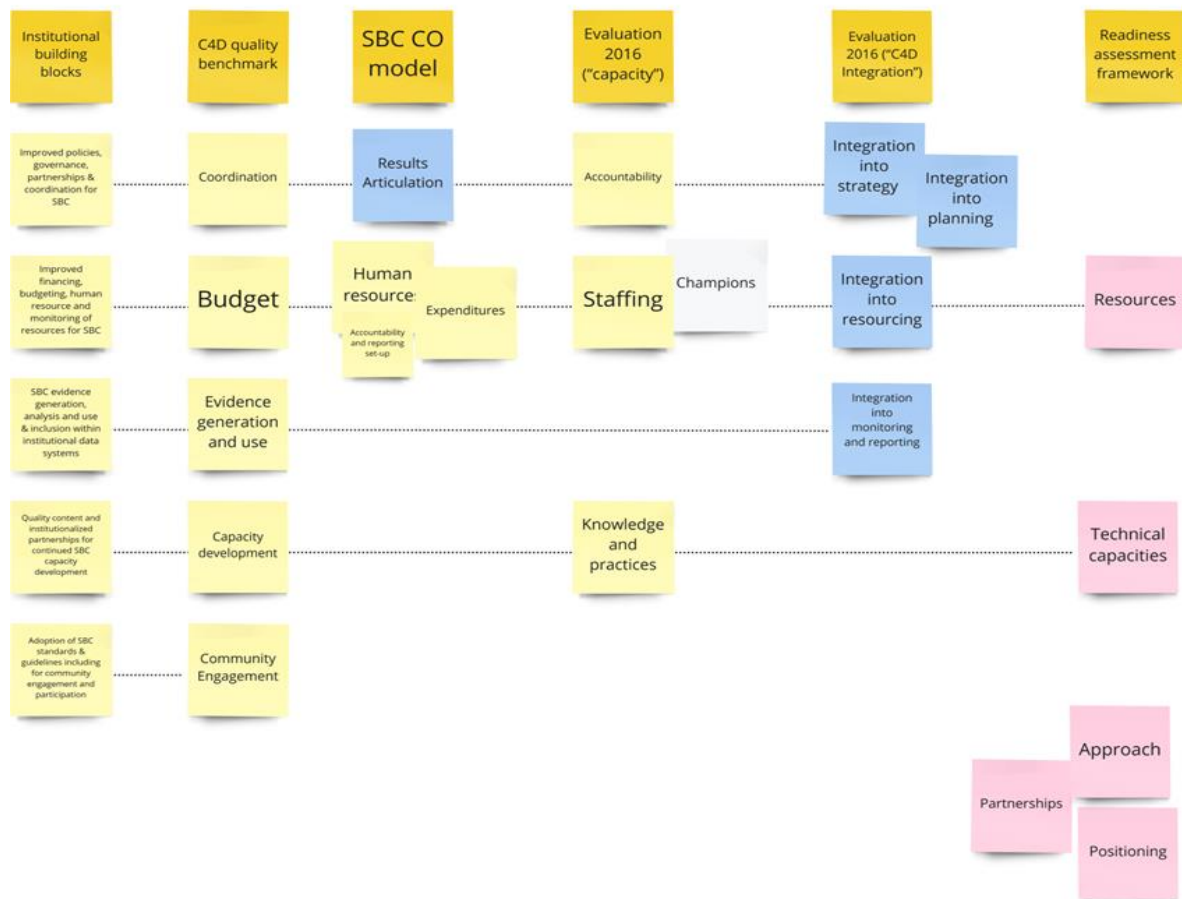 Institutional
building
blocks
C4D quality
benchmark
SBC CO
model
Evaluation
2016
("capacity")
Evaluation
2016 ("C4D
Integration")
Readiness
assessment
framework
Improved policies,
governance,
partnerships &
coordination for
SBC
Coordination
Results
Articulation
Accountability
Integration
into
strategy
Integration
into
planning
Improved
financing,
budgeting, human
resource and
monitoring of
resources for SBC
Budget
Human
resources
Expenditures
Accountability
and reporting
set-up
Staffing
Champions
Integration
into
resourcing
Resources
SBC evidence
generation,
analysis and use
& inclusion within
institutional data
systems
Evidence
generation
and use
Integration
into
monitoring
and reporting
Quality content and
institutionalized
partnerships for
continued SBC
capacity
development
Capacity
development
Knowledge
and
practices
Technical
capacities
Adoption of SBC
standards &
guidelines including
for community
engagement and
participation
Community
Engagement
Approach
Partnerships
Positioning